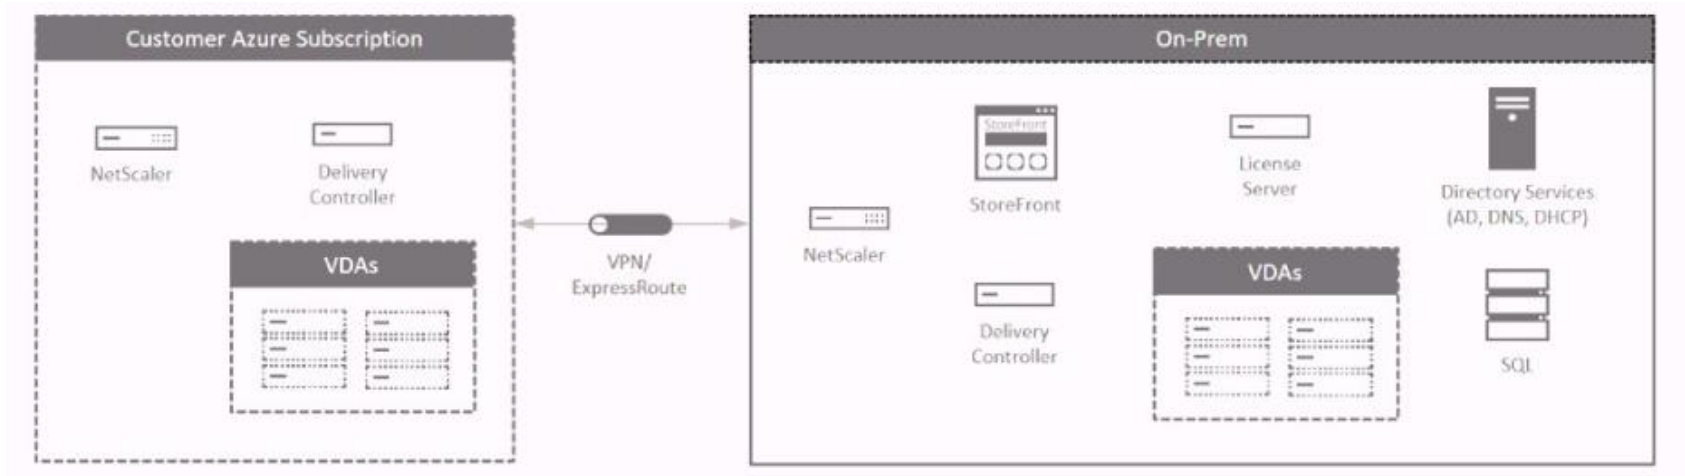 Customer Azure Subscription
NetScaler
Delivery
Controller
VDAs
VPN/
ExpressRoute
On-Prem
StoreFront
StoreFront
NetScaler
Delivery
Controller
License
Server
VDAs
Directory Services
(AD, DNS, DHCP)
SQL